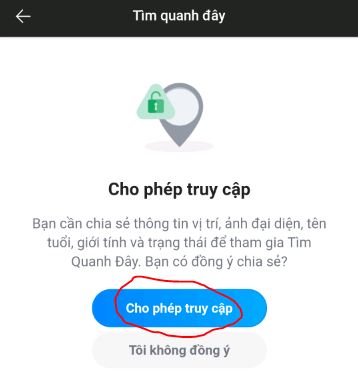 Tìm quanh đây
Cho phép truy cập
Bạn cần chia sẻ thông tin vị trí, ảnh đại diện, tên
tuổi, giới tính và trạng thái để tham gia Tìm
Quanh Đây. Bạn có đồng ý chia sẻ?
Cho phép truy cập
Tôi không đồng ý